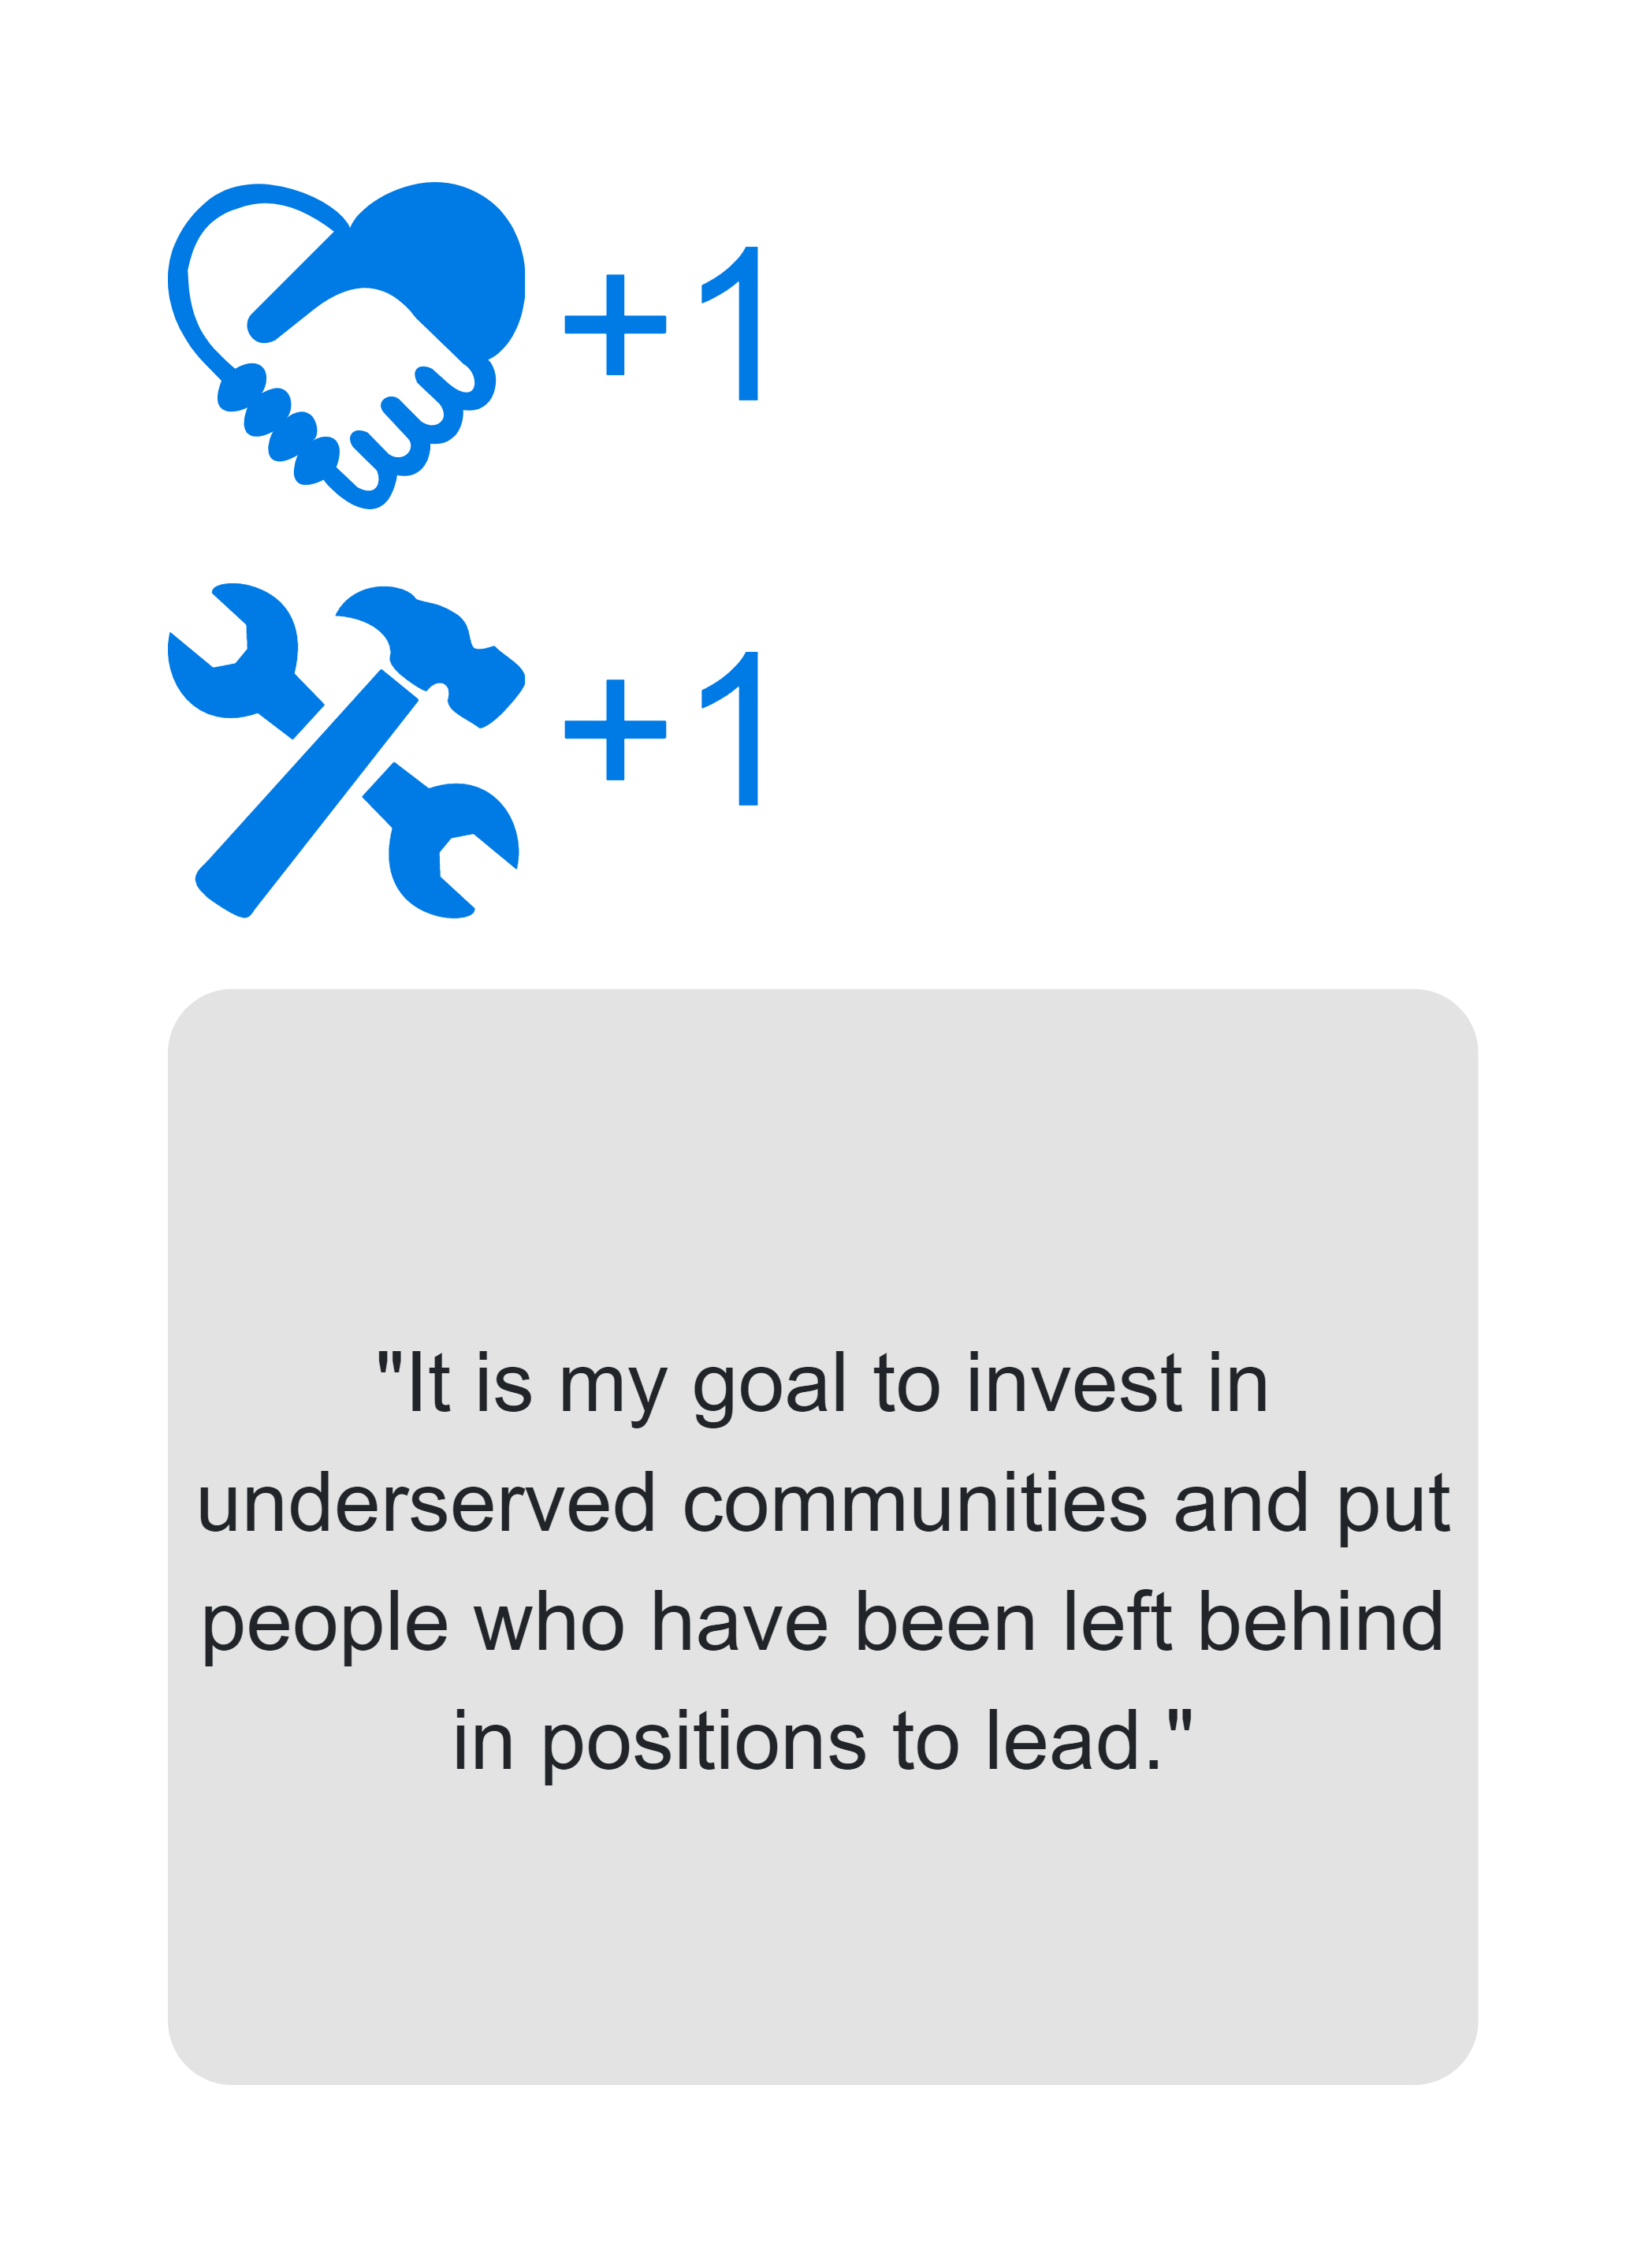 +1
+1
"It is my goal to invest in
underserved communities and put
people who have been left behind
in positions to lead."